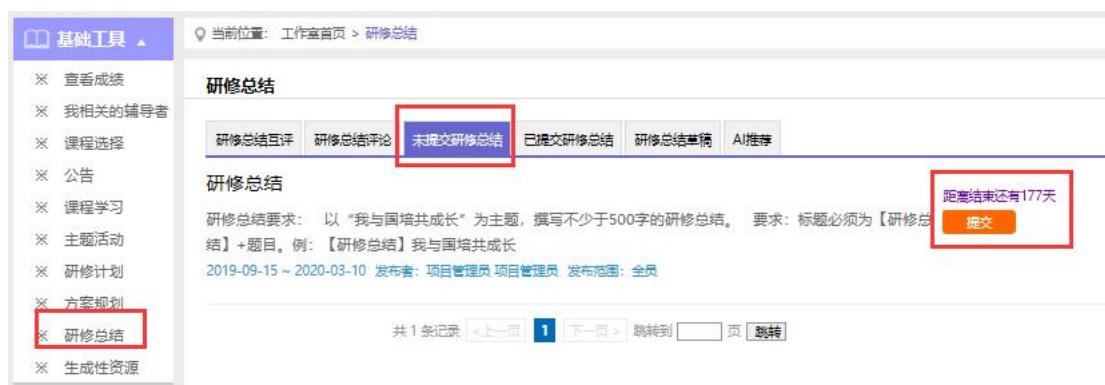 基础工具
※ 查看成绩
※ 我相关的辅导者
※ 课程选择
※ 公告
※ 课程学习
※ 主题活动
※ 研修计划
※ 方案规划
※ 研修总结
※ 生成性资源
当前位置： 工作室首页 > 研修总结
研修总结
研修总结互评 研修总结评论 未提交研修总结 已提交研修总结 研修总结草稿 AI推荐
研修总结
距离结束还有177天
提交
研修总结要求： 以“我与国培共成长”为主题，撰写不少于500字的研修总结。 要求：标题必须为【研修总
结】+题目。例：【研修总结】我与国培共成长
2019-09-15 ~ 2020-03-10 发布者：项目管理员 项目管理员 发布范围：全员
共 1 条记录 <上一页 1 下一页 > 跳转到 页 跳转